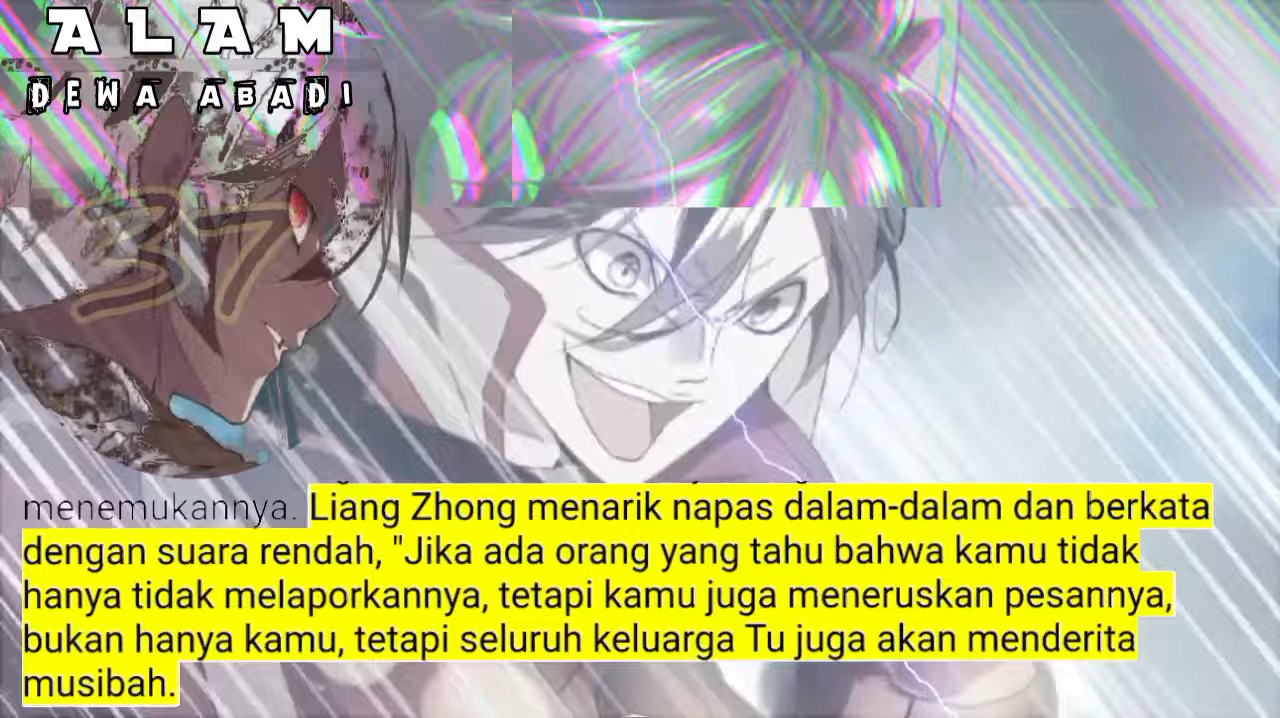 ALAM
DEWA ABADI
37
menemukannya. Liang Zhong menarik napas dalam-dalam dan berkata
dengan suara rendah, "Jika ada orang yang tahu bahwa kamu tidak
hanya tidak melaporkannya, tetapi kamu juga meneruskan pesannya,
bukan hanya kamu, tetapi seluruh keluarga Tu juga akan menderita
musibah.